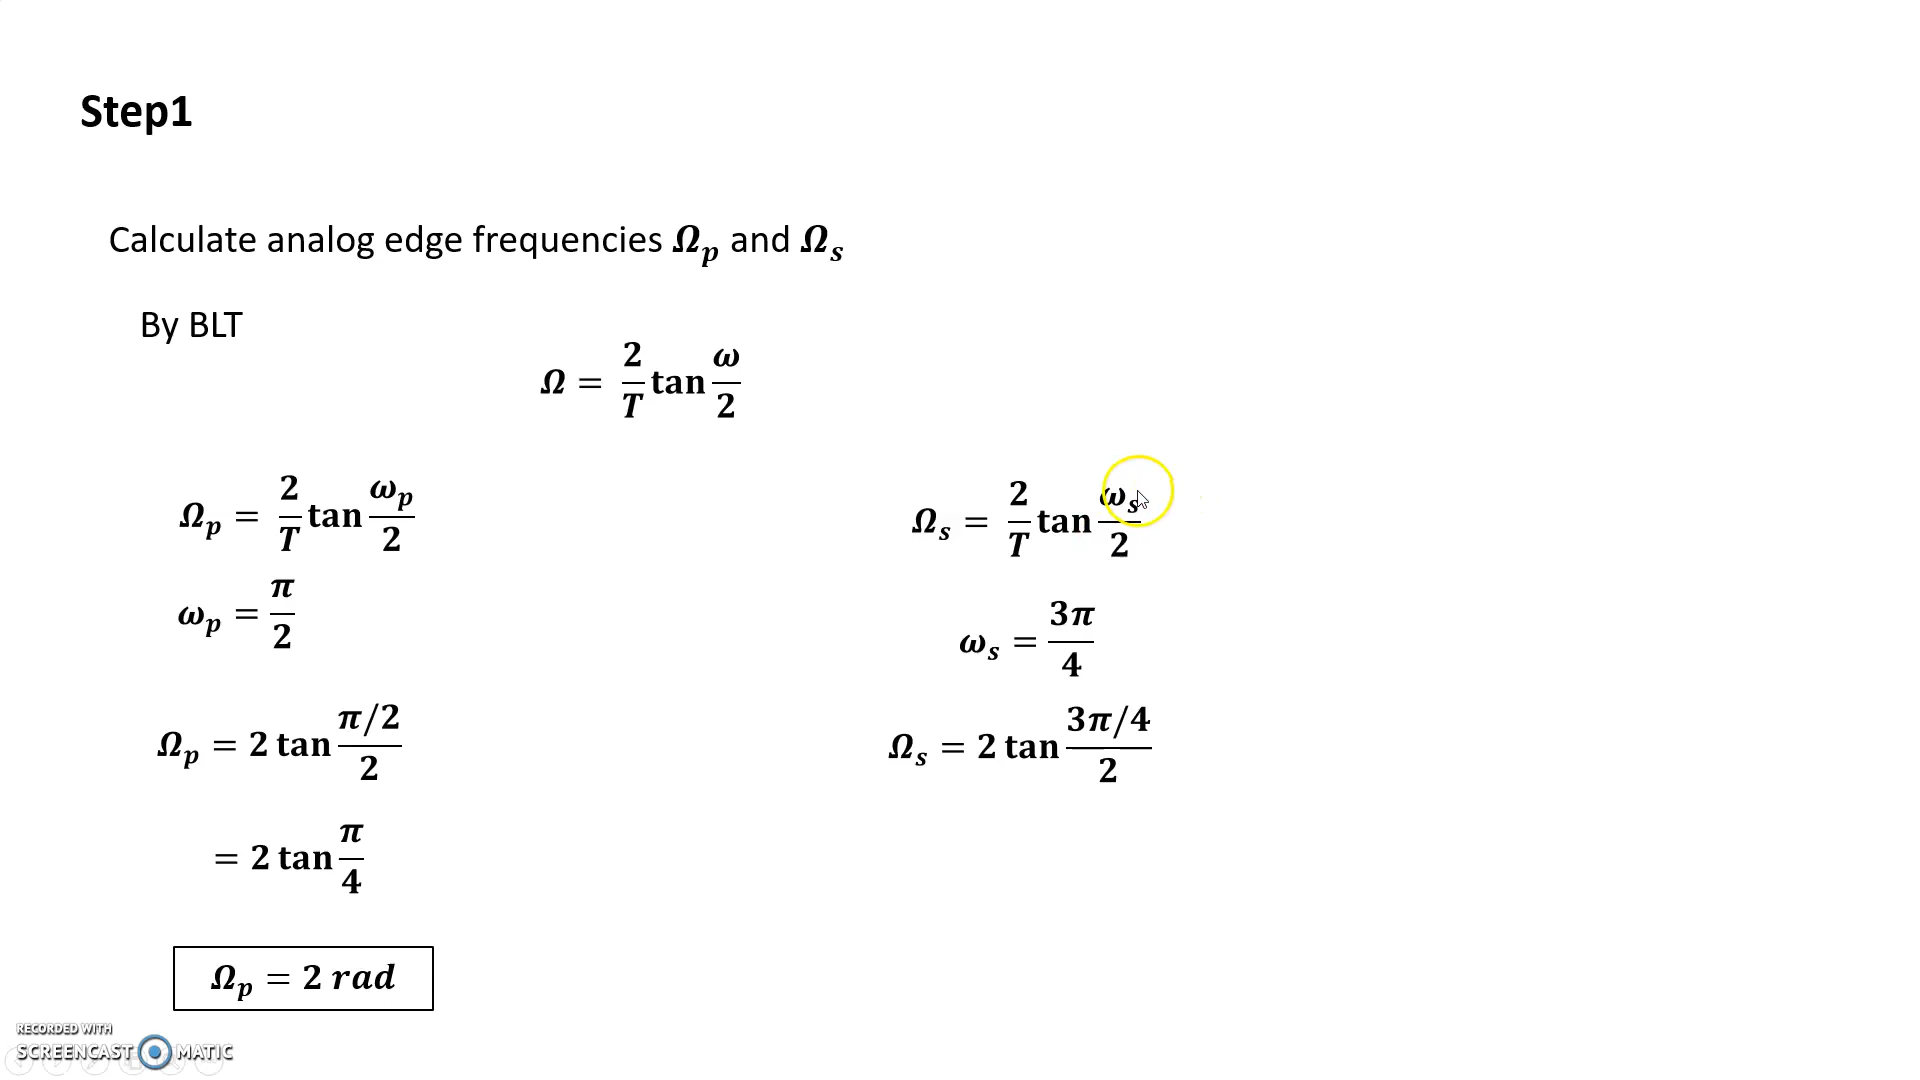 Step1
Calculate analog edge frequencies Ωₚ and Ωₛ
By BLT
Ω = 2/T tan ω/2
Ωₚ = 2/T tan ωₚ/2
ωₚ = π/2
Ωₚ = 2 tan (π/2)/2
= 2 tan π/4
Ωₚ = 2 rad
Ωₛ = 2/T tan ωₛ/2
ωₛ = 3π/4
Ωₛ = 2 tan (3π/4)/2
RECORDED WITH
SCREENCAST MATIC